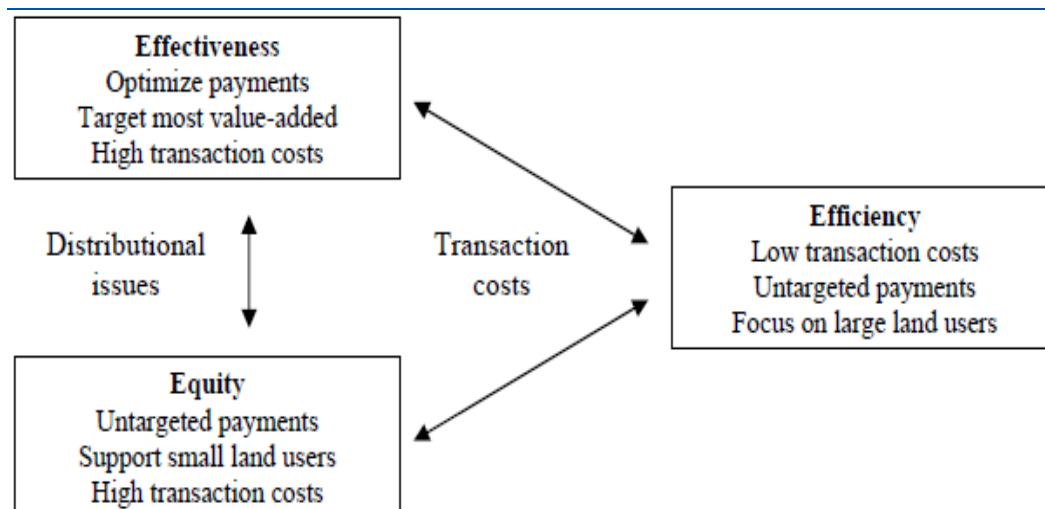 Effectiveness
Optimize payments
Target most value-added
High transaction costs
Distributional
issues
Transaction
costs
Efficiency
Low transaction costs
Untargeted payments
Focus on large land users
Equity
Untargeted payments
Support small land users
High transaction costs